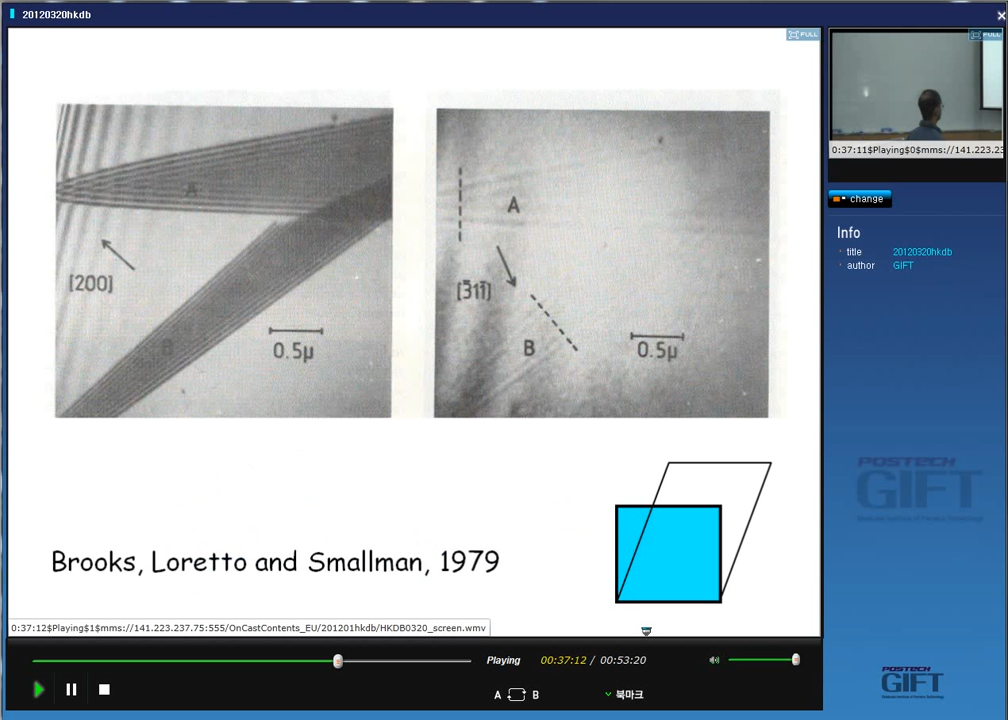 20120320hkdb
FULL
FULL
A
B
[200]
0.5μ
A
[3̄11̄]
B
0.5μ
Brooks, Loretto and Smallman, 1979
0:37:12$Playing$1$mms://141.223.237.75:555/OnCastContents_EU/201201hkdb/HKDB0320_screen.wmv
Playing
00:37:12 / 00:53:20
A B
북마크
0:37:11$Playing$0$mms://141.223.23
change
Info
title 20120320hkdb
author GIFT
POSTECH
GIFT
POSTECH
GIFT